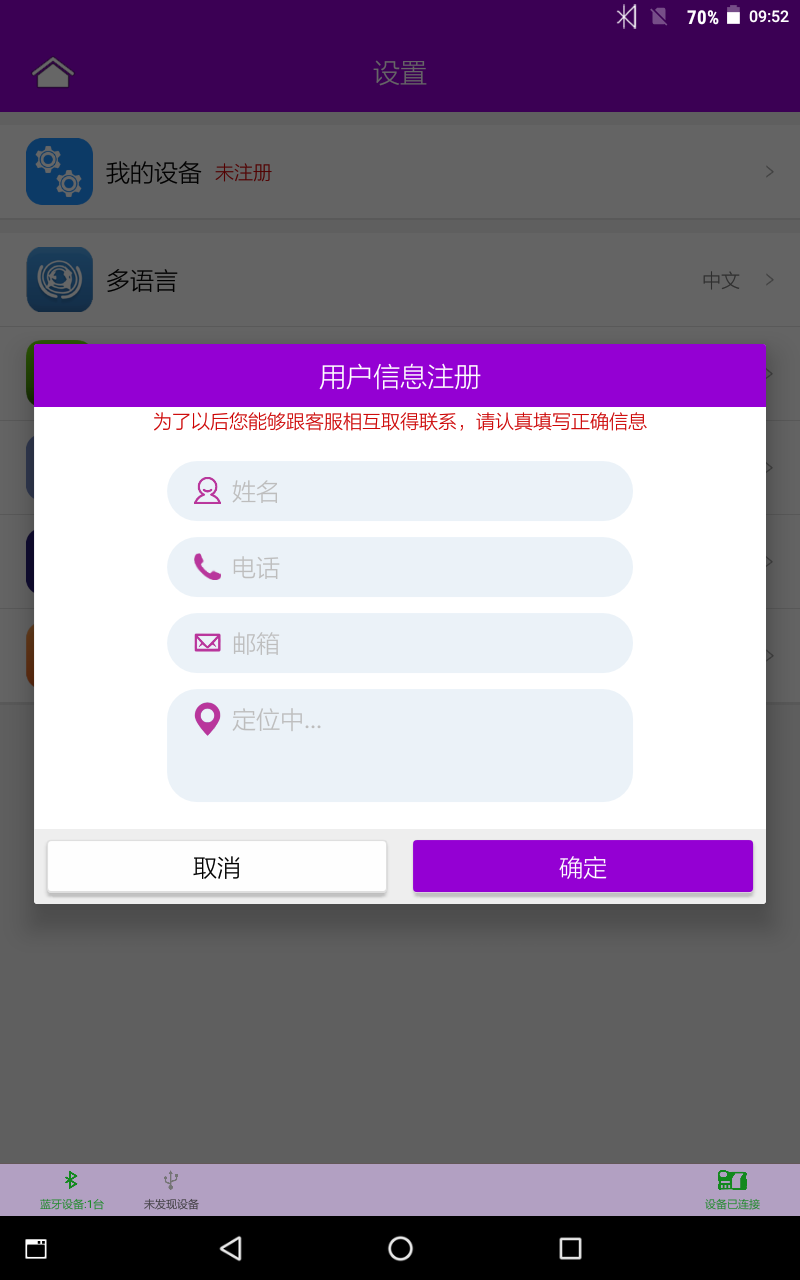 70% 09:52
设置
我的设备 未注册
多语言 中文
用户信息注册
为了以后您能够跟客服相互取得联系，请认真填写正确信息
姓名
电话
邮箱
定位中...
取消 确定
蓝牙设备:1台 未发现设备 设备已连接